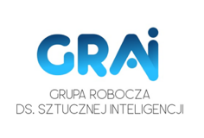 GRAI
GRUPA ROBOCZA
DS. SZTUCZNEJ INTELIGENCJI